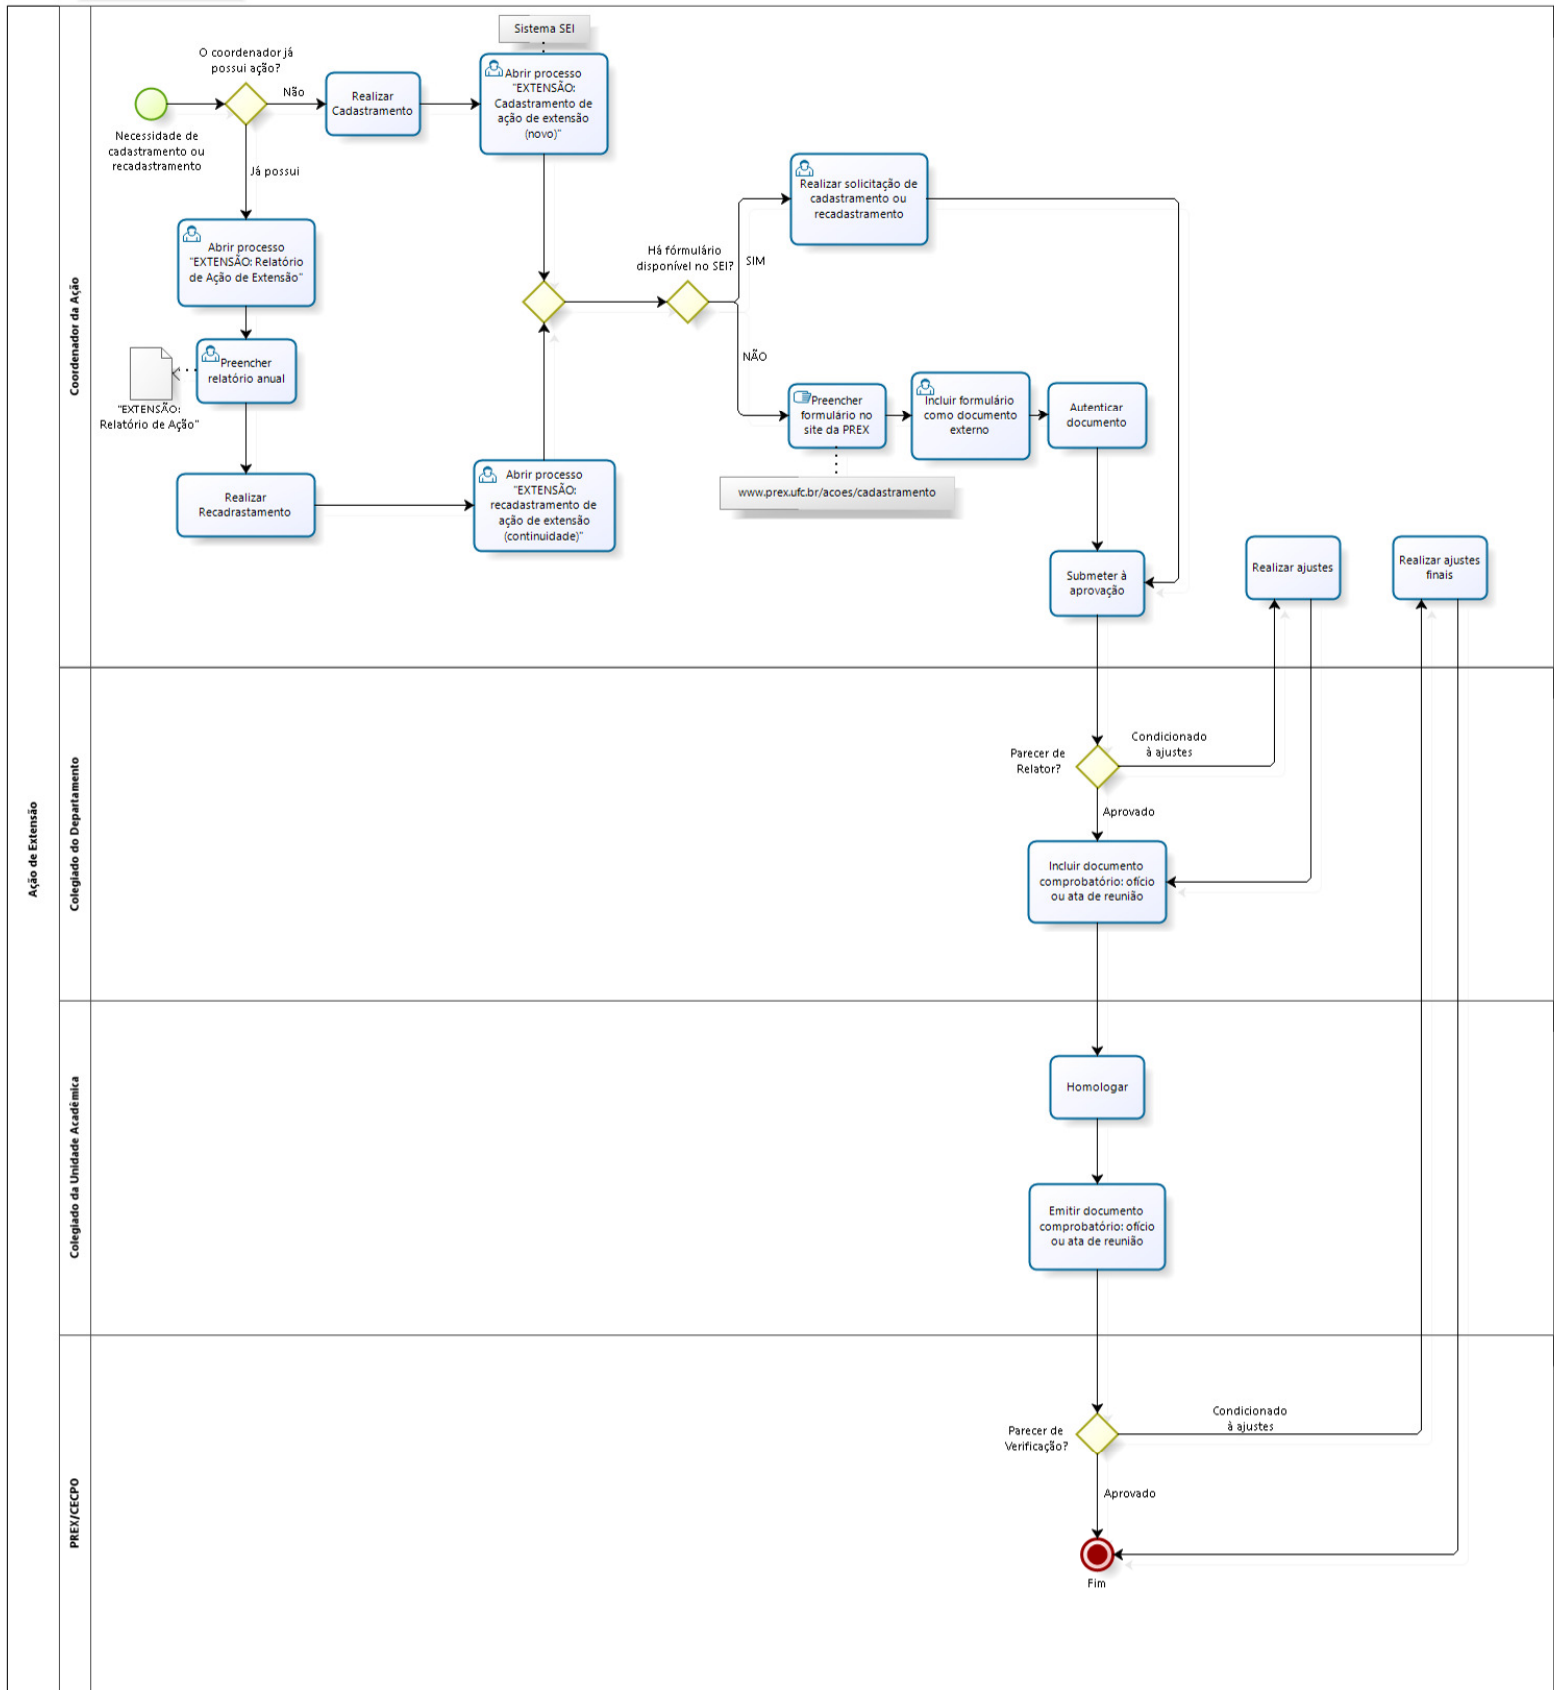 Ação de Extensão
Coordenador da Ação
Sistema SEI
O coordenador já
possui ação?
Não
Realizar
Cadastramento
Abrir processo
"EXTENSÃO:
Cadastramento de
ação de extensão
(novo)"
Necessidade de
cadastramento ou
recadastramento
Já possui
Abrir processo
"EXTENSÃO: Relatório
de Ação de Extensão"
Preencher
relatório anual
"EXTENSÃO:
Relatório de Ação"
Realizar
Recadrastamento
Abrir processo
"EXTENSÃO:
recadastramento de
ação de extensão
(continuidade)"
Há fórmulário
disponível no SEI?
SIM
Realizar solicitação de
cadastramento ou
recadastramento
NÃO
Preencher
formulário no
site da PREX
www.prex.ufc.br/acoes/cadastramento
Incluir formulário
como documento
externo
Autenticar
documento
Submeter à
aprovação
Realizar ajustes
Realizar ajustes
finais
Colegiado do Departamento
Parecer de
Relator?
Condicionado
à ajustes
Aprovado
Incluir documento
comprobatório: ofício
ou ata de reunião
Colegiado da Unidade Acadêmica
Homologar
Emitir documento
comprobatório: ofício
ou ata de reunião
PREX/CECPO
Parecer de
Verificação?
Condicionado
à ajustes
Aprovado
Fim